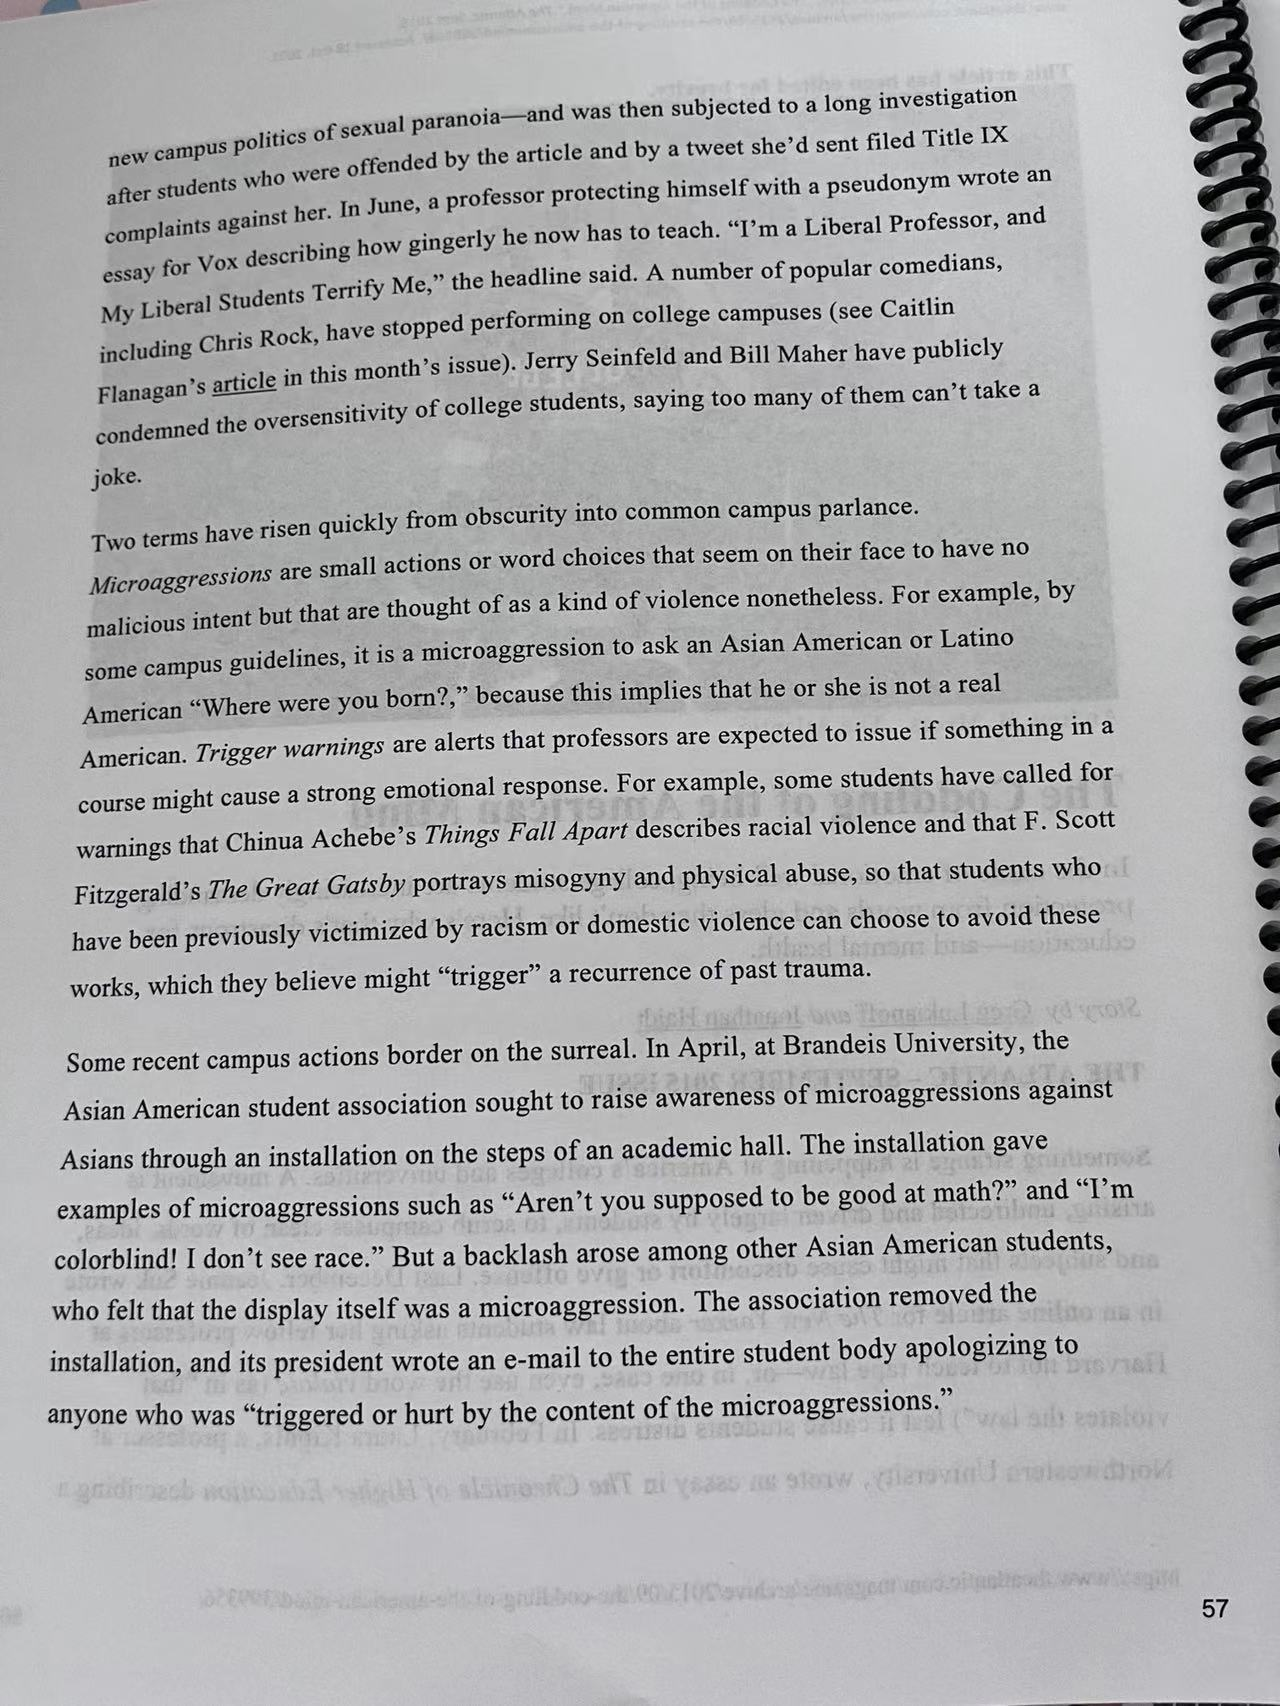 new campus politics of sexual paranoia—and was then subjected to a long investigation
after students who were offended by the article and by a tweet she’d sent filed Title IX
complaints against her. In June, a professor protecting himself with a pseudonym wrote an
essay for Vox describing how gingerly he now has to teach. “I’m a Liberal Professor, and
My Liberal Students Terrify Me,” the headline said. A number of popular comedians,
including Chris Rock, have stopped performing on college campuses (see Caitlin
Flanagan’s article in this month’s issue). Jerry Seinfeld and Bill Maher have publicly
condemned the oversensitivity of college students, saying too many of them can’t take a
joke.
Two terms have risen quickly from obscurity into common campus parlance.
Microaggressions are small actions or word choices that seem on their face to have no
malicious intent but that are thought of as a kind of violence nonetheless. For example, by
some campus guidelines, it is a microaggression to ask an Asian American or Latino
American “Where were you born?,” because this implies that he or she is not a real
American. Trigger warnings are alerts that professors are expected to issue if something in a
course might cause a strong emotional response. For example, some students have called for
warnings that Chinua Achebe’s Things Fall Apart describes racial violence and that F. Scott
Fitzgerald’s The Great Gatsby portrays misogyny and physical abuse, so that students who
have been previously victimized by racism or domestic violence can choose to avoid these
works, which they believe might “trigger” a recurrence of past trauma.
Some recent campus actions border on the surreal. In April, at Brandeis University, the
Asian American student association sought to raise awareness of microaggressions against
Asians through an installation on the steps of an academic hall. The installation gave
examples of microaggressions such as “Aren’t you supposed to be good at math?” and “I’m
colorblind! I don’t see race.” But a backlash arose among other Asian American students,
who felt that the display itself was a microaggression. The association removed the
installation, and its president wrote an e-mail to the entire student body apologizing to
anyone who was “triggered or hurt by the content of the microaggressions.”
57